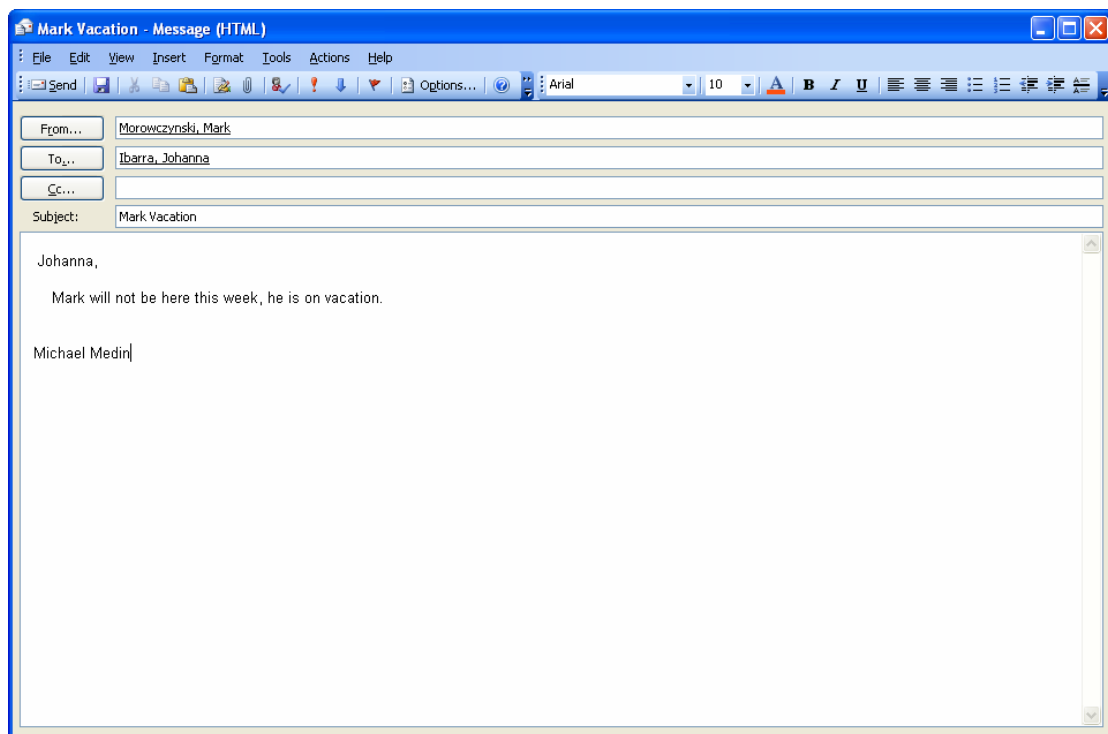 Mark Vacation - Message (HTML)
File Edit View Insert Format Tools Actions Help
Send Options... Arial 10 A B I U
From... Morowczynski, Mark
To... Ibarra, Johanna
Cc...
Subject: Mark Vacation
Johanna,
Mark will not be here this week, he is on vacation.
Michael Medin